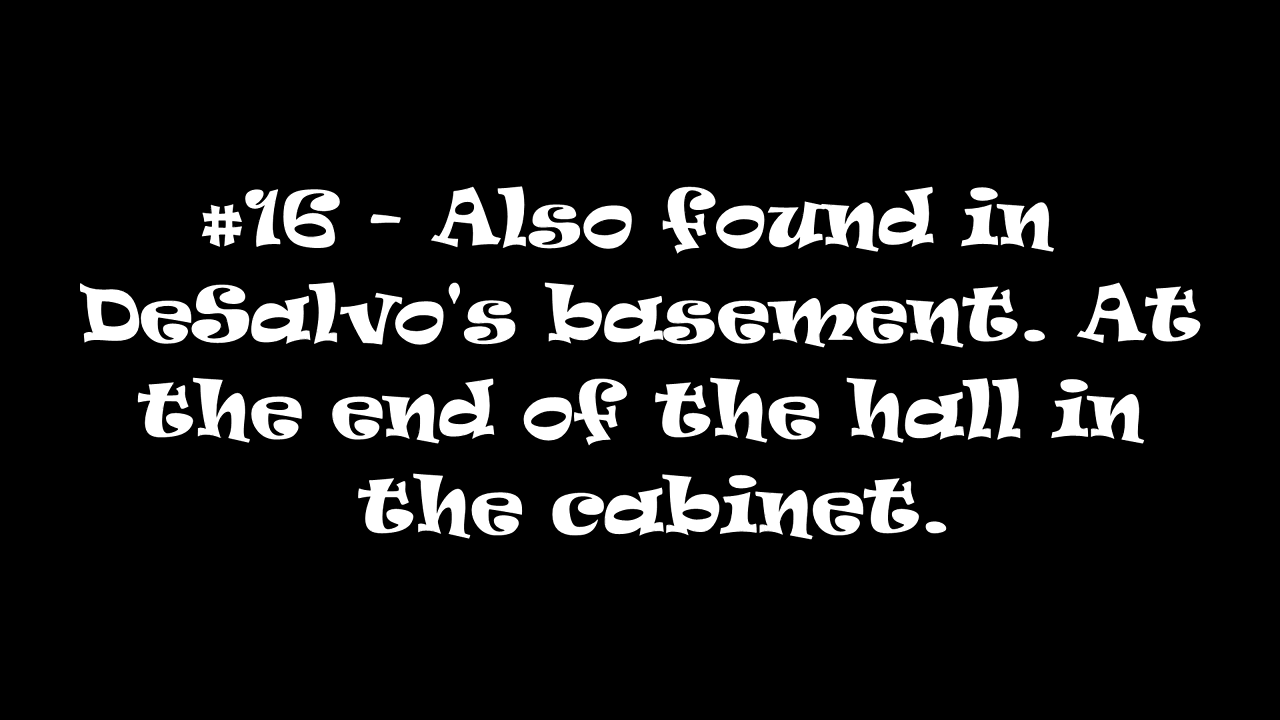 #16 - Also found in
DeSalvo's basement. At
the end of the hall in
the cabinet.